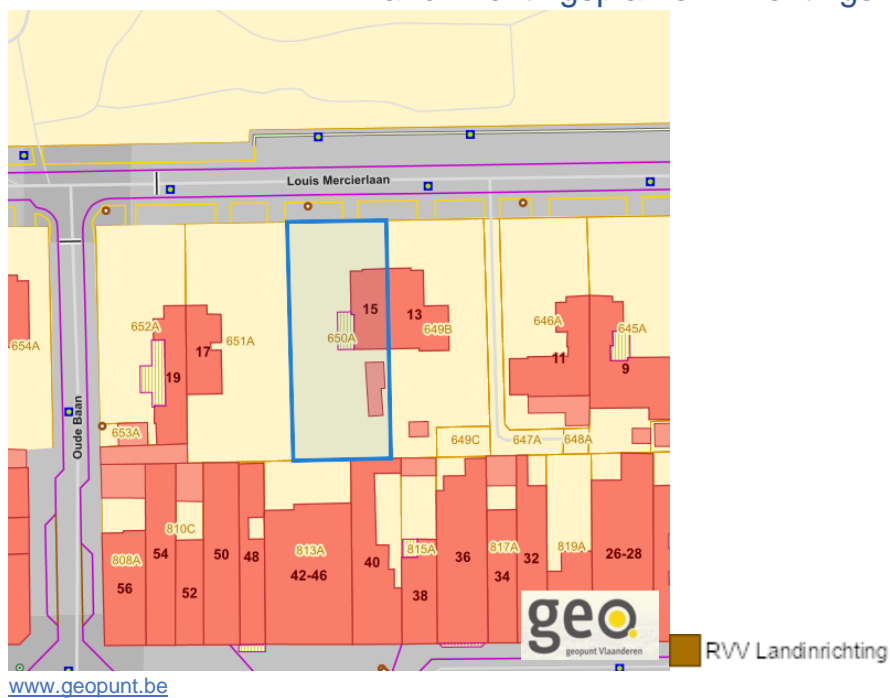 Louis Mercierlaan
Oude Baan
654A
652A
17
651A
19
653A
650A
15
13
649B
646A
11
645A
9
649C
647A
648A
808A
56
54
810C
52
50
48
813A
42-46
40
815A
38
36
817A
34
32
819A
26-28
geo.
geopunt Vlaanderen
RVV Landinrichting
www.geopunt.be